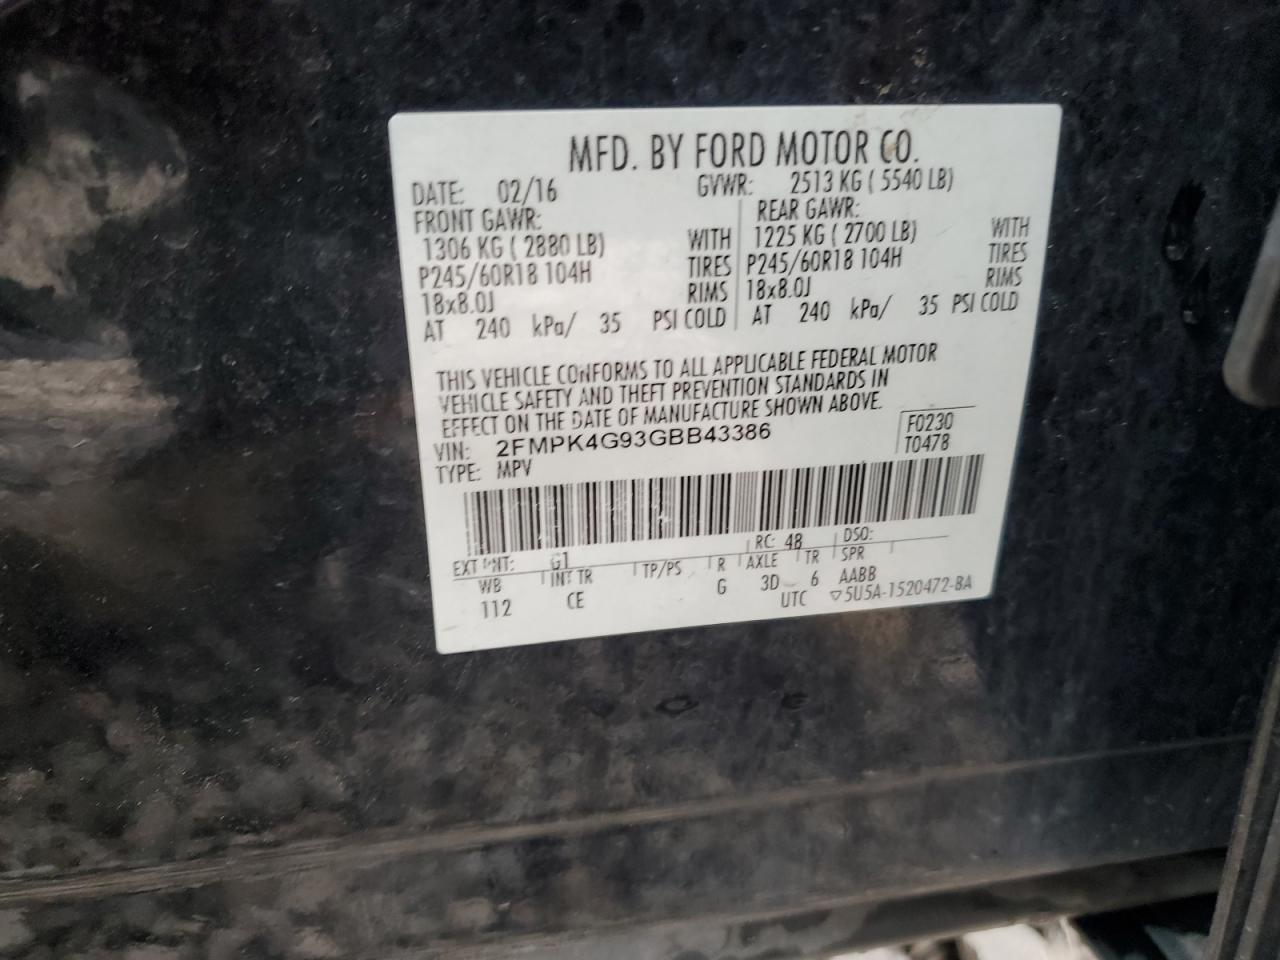 MFD. BY FORD MOTOR CO.
DATE: 02/16 GVWR: 2513 KG ( 5540 LB)
FRONT GAWR: REAR GAWR:
1306 KG ( 2880 LB) WITH 1225 KG ( 2700 LB) WITH
P245/60R18 104H TIRES P245/60R18 104H TIRES
18x8.0J RIMS 18x8.0J RIMS
AT 240 kPa/ 35 PSI COLD AT 240 kPa/ 35 PSI COLD
THIS VEHICLE CONFORMS TO ALL APPLICABLE FEDERAL MOTOR
VEHICLE SAFETY AND THEFT PREVENTION STANDARDS IN
EFFECT ON THE DATE OF MANUFACTURE SHOWN ABOVE.
VIN: 2FMPK4G93GBB43386 F0230
TYPE: MPV T0478
EXT PNT: G1 RC: 48 DSO:
WB INT TR TP/PS R AXLE TR SPR
112 CE G 3D 6 AABB
UTC ▽5U5A-1520472-BA